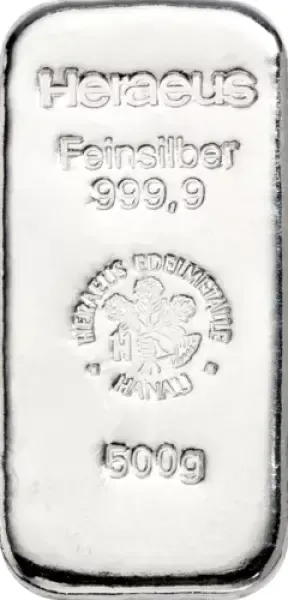 Heraeus
Feinsilber
999,9
HERAEUS EDELMETALLE
H
HANAU
500g